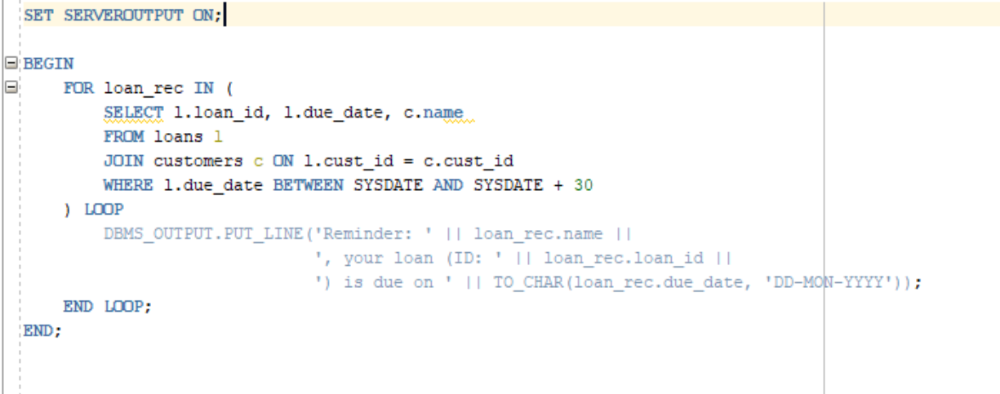 SET SERVEROUTPUT ON;
BEGIN
FOR loan_rec IN (
SELECT l.loan_id, l.due_date, c.name
FROM loans l
JOIN customers c ON l.cust_id = c.cust_id
WHERE l.due_date BETWEEN SYSDATE AND SYSDATE + 30
) LOOP
DBMS_OUTPUT.PUT_LINE('Reminder: ' || loan_rec.name ||
', your loan (ID: ' || loan_rec.loan_id ||
') is due on ' || TO_CHAR(loan_rec.due_date, 'DD-MON-YYYY'));
END LOOP;
END;